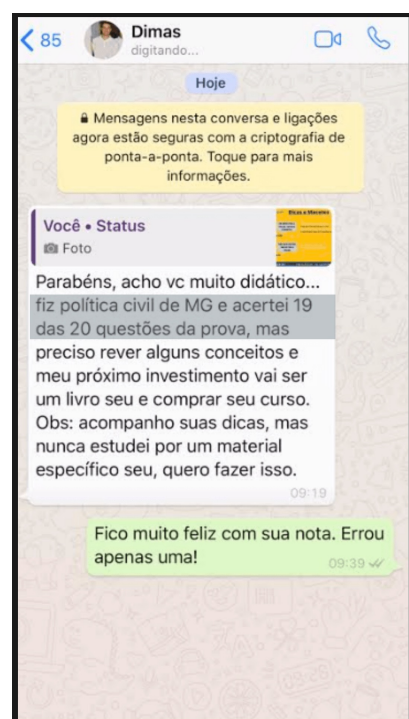 85
Dimas
digitando...
Hoje
Mensagens nesta conversa e ligações
agora estão seguras com a criptografia de
ponta-a-ponta. Toque para mais
informações.
Você • Status
Foto
Dicas e Macetes
Parabéns, acho vc muito didático...
fiz política civil de MG e acertei 19
das 20 questões da prova, mas
preciso rever alguns conceitos e
meu próximo investimento vai ser
um livro seu e comprar seu curso.
Obs: acompanho suas dicas, mas
nunca estudei por um material
específico seu, quero fazer isso.
09:19
Fico muito feliz com sua nota. Errou
apenas uma!
09:39